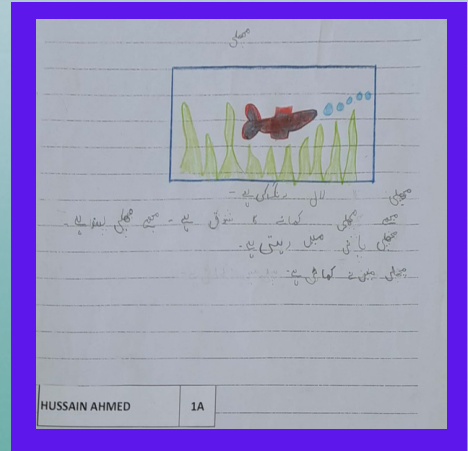 مچھلی
مچھلی لال رنگ کی ہے۔
مجھے مچھلی کھانے کا شوق ہے۔ مجھے مچھلی پسند ہے۔
مچھلی پانی میں رہتی ہے۔
مچھلی کھاتی ہے۔
HUSSAIN AHMED 1A